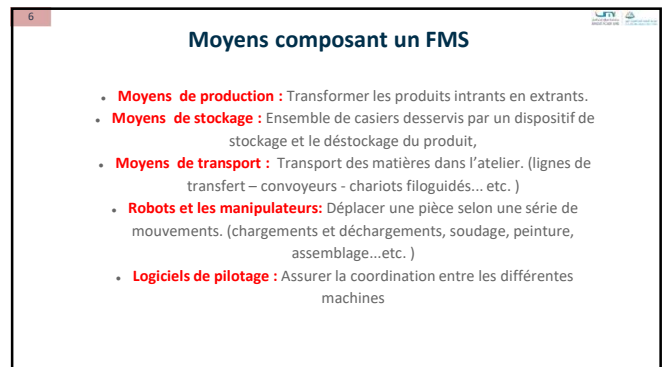 6
Moyens composant un FMS
• Moyens de production : Transformer les produits intrants en extrants.
• Moyens de stockage : Ensemble de casiers desservis par un dispositif de
stockage et le déstockage du produit,
• Moyens de transport : Transport des matières dans l'atelier. (lignes de
transfert – convoyeurs - chariots filoguidés... etc. )
• Robots et les manipulateurs: Déplacer une pièce selon une série de
mouvements. (chargements et déchargements, soudage, peinture,
assemblage...etc. )
• Logiciels de pilotage : Assurer la coordination entre les différentes
machines